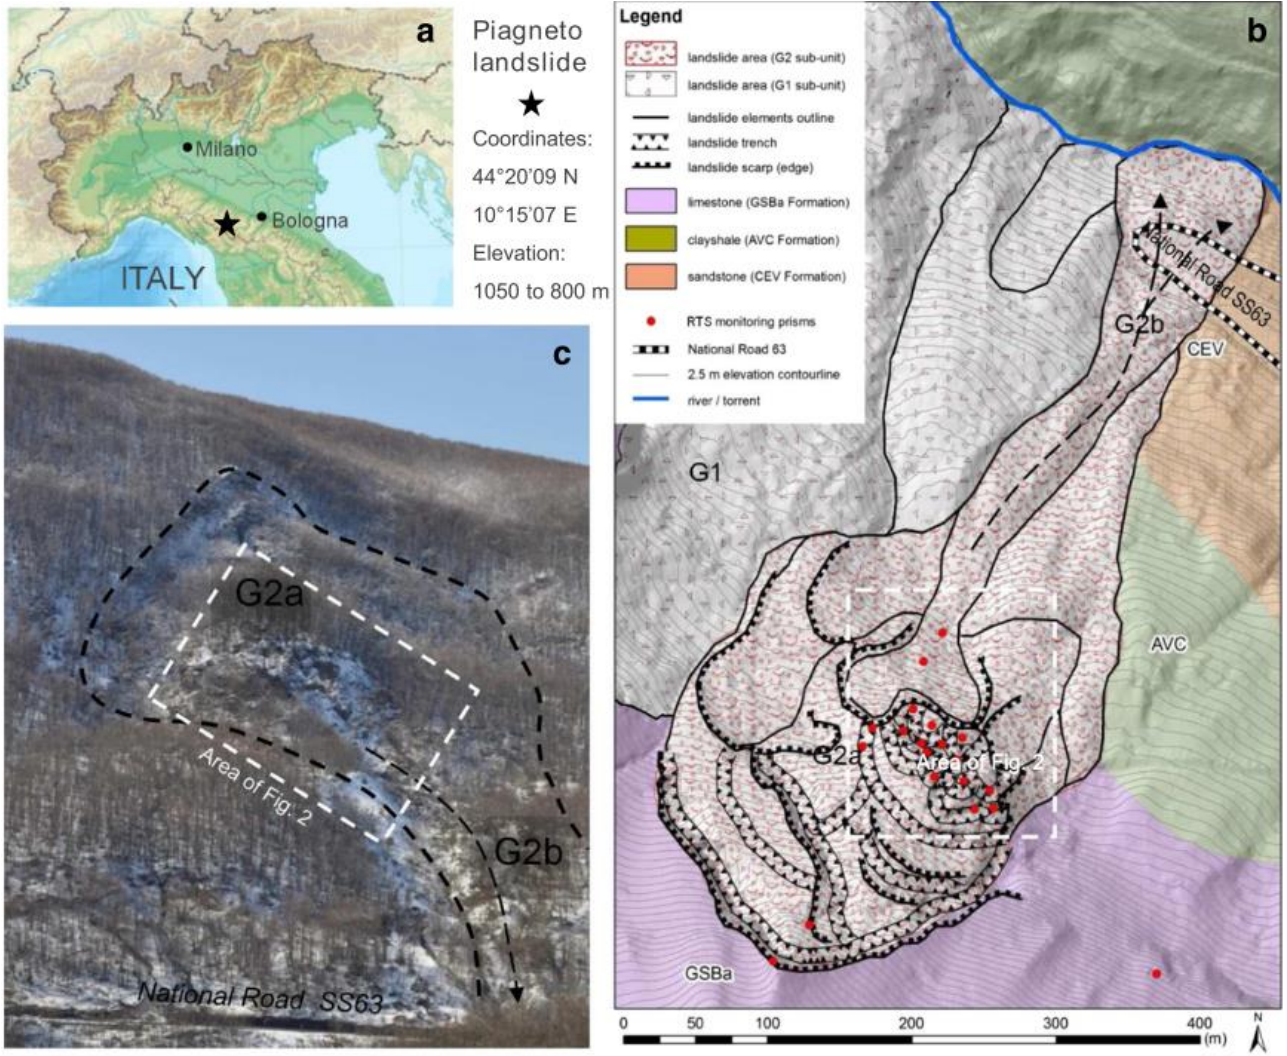 a
Milano
Bologna
ITALY
Piagneto
landslide
Coordinates:
44°20'09 N
10°15'07 E
Elevation:
1050 to 800 m
b
Legend
landslide area (G2 sub-unit)
landslide area (G1 sub-unit)
landslide elements outline
landslide trench
landslide scarp (edge)
limestone (GSBa Formation)
clayshale (AVC Formation)
sandstone (CEV Formation)
RTS monitoring prisms
National Road 63
2.5 m elevation contourline
river / torrent
National Road SS63
G2b
CEV
G1
AVC
G2a
Area of Fig. 2
GSBa
0 50 100 200 300 400
(m)
N
c
G2a
Area of Fig. 2
G2b
National Road SS63